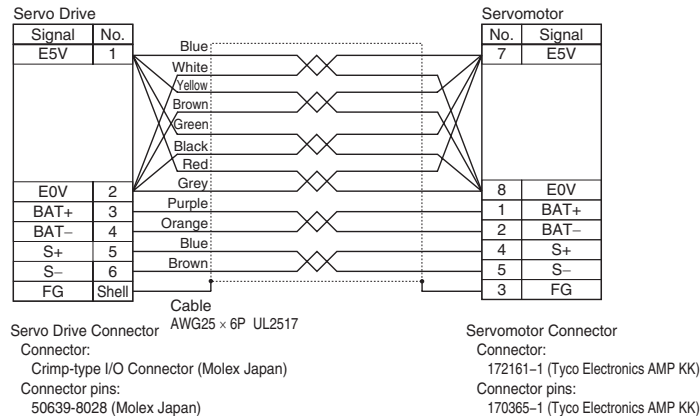 Servo Drive Servomotor
Signal No. No. Signal
E5V 1 Blue 7 E5V
White
Yellow
Brown
Green
Black
Red
E0V 2 Grey 8 E0V
BAT+ 3 Purple 1 BAT+
BAT− 4 Orange 2 BAT−
S+ 5 Blue 4 S+
S− 6 Brown 5 S−
FG Shell 3 FG
Cable
AWG25 × 6P UL2517
Servo Drive Connector Servomotor Connector
Connector: Connector:
Crimp-type I/O Connector (Molex Japan) 172161−1 (Tyco Electronics AMP KK)
Connector pins: Connector pins:
50639-8028 (Molex Japan) 170365−1 (Tyco Electronics AMP KK)